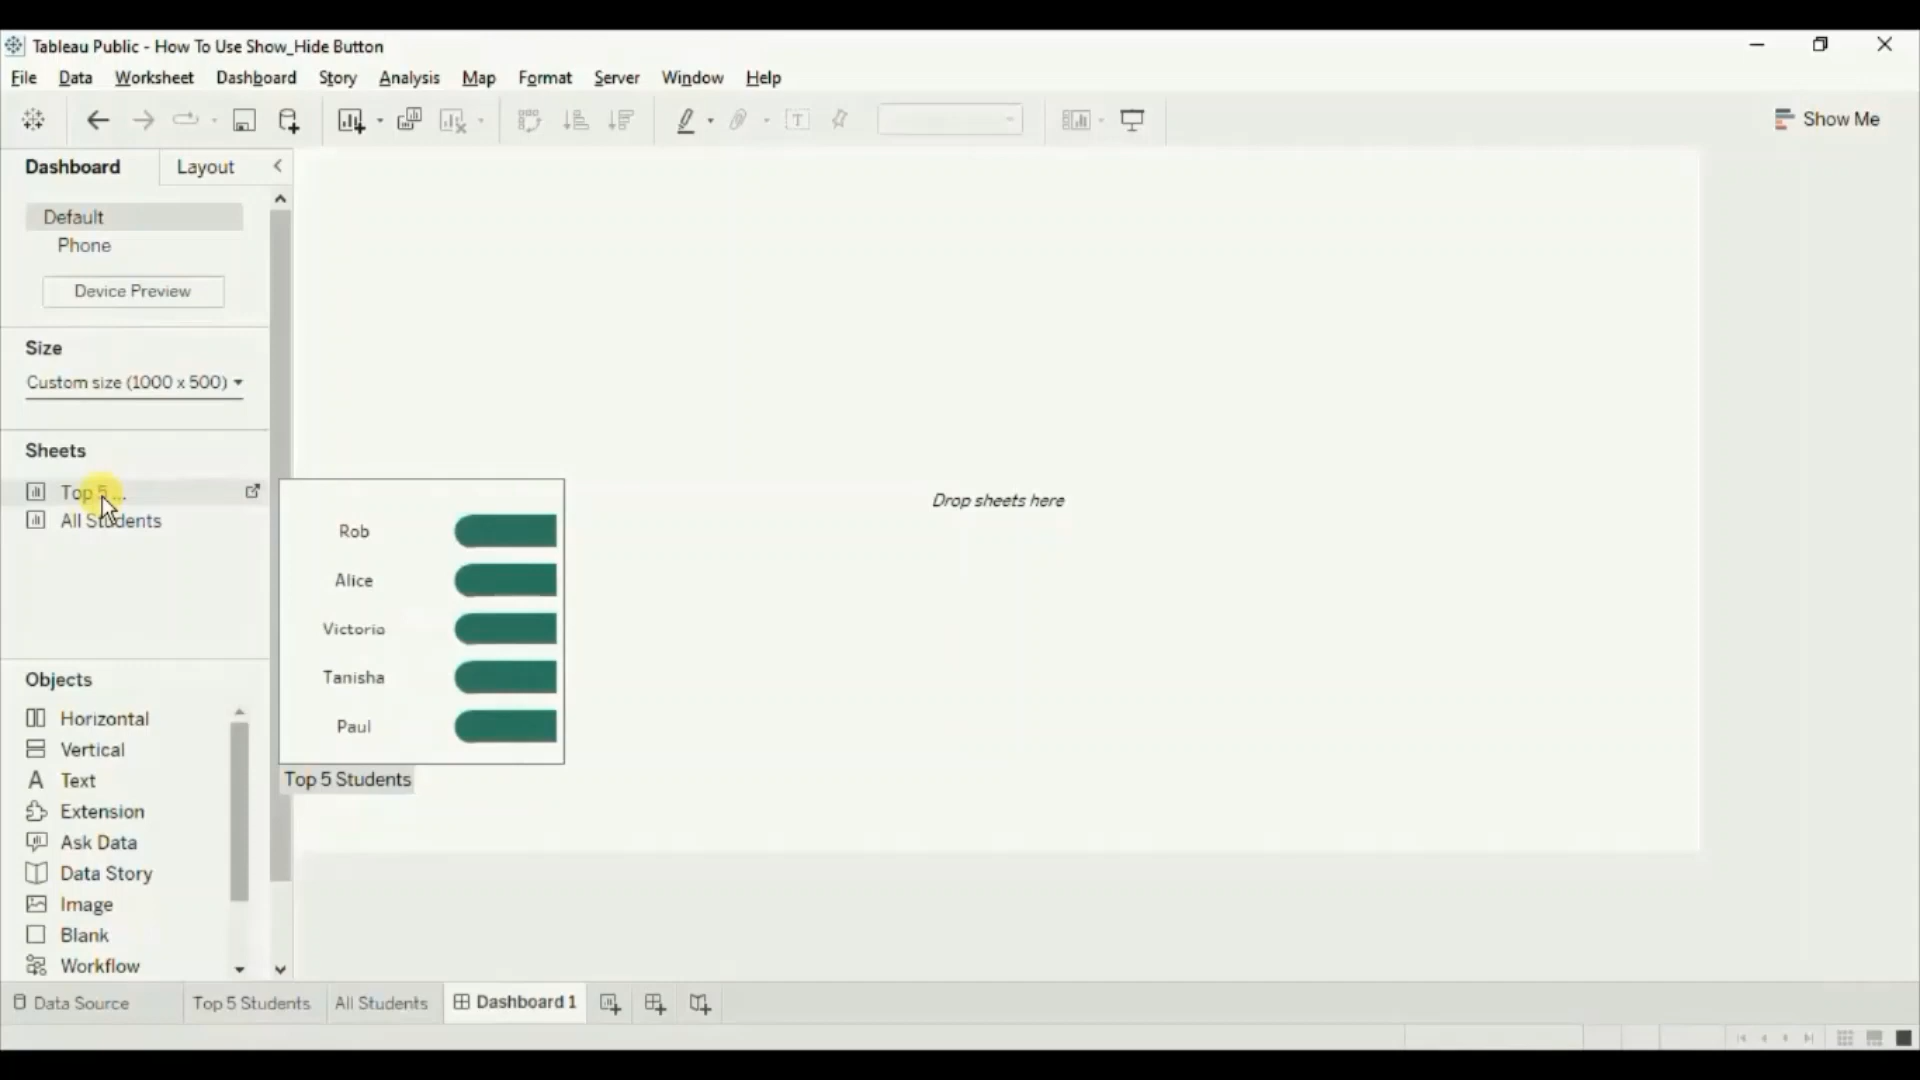 Tableau Public - How To Use Show_Hide Button
File Data Worksheet Dashboard Story Analysis Map Format Server Window Help
Show Me
Dashboard Layout
Default
Phone
Device Preview
Size
Custom size (1000 x 500)
Sheets
Top 5 ...
All Students
Drop sheets here
Rob
Alice
Victoria
Tanisha
Paul
Top 5 Students
Objects
Horizontal
Vertical
Text
Extension
Ask Data
Data Story
Image
Blank
Workflow
Data Source Top 5 Students All Students Dashboard 1